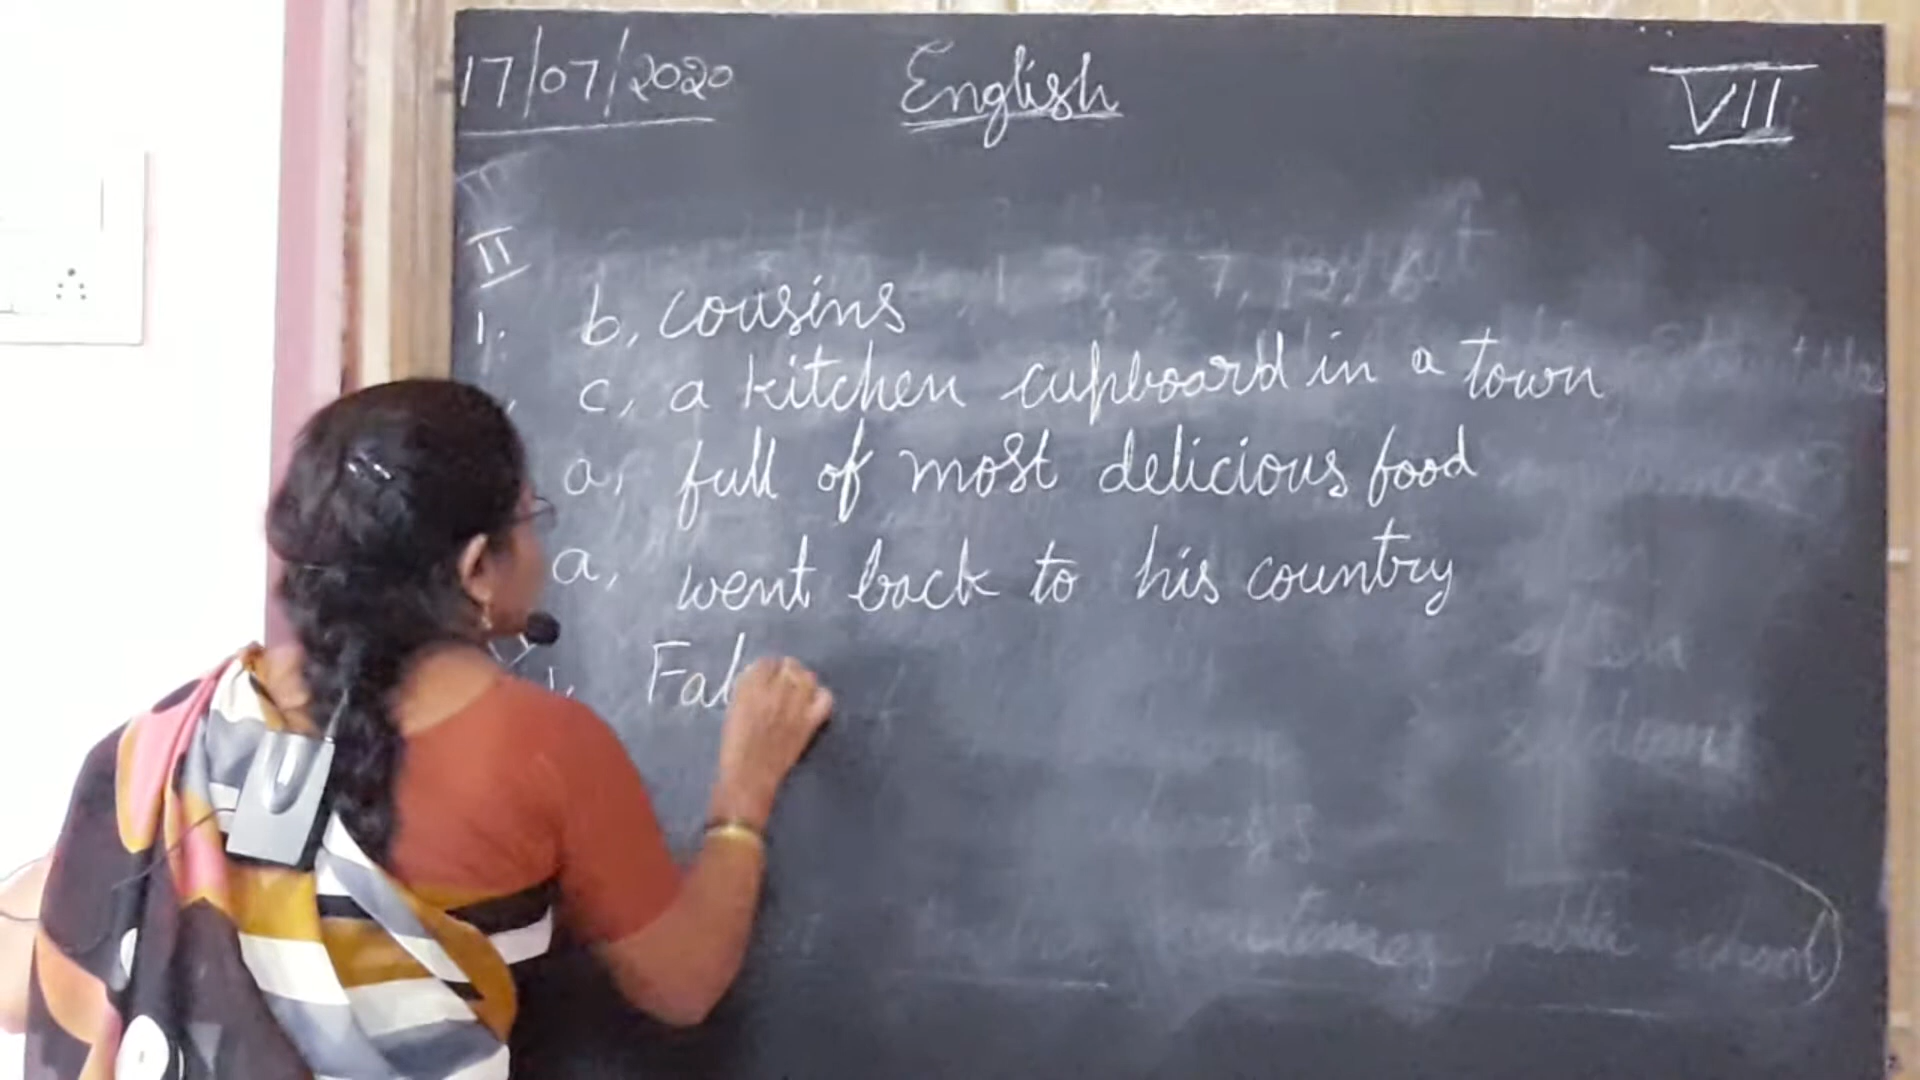 17/07/2020 English VII
II
1. b, cousins
c, a kitchen cupboard in a town
a, full of most delicious food
a, went back to his country
Fal